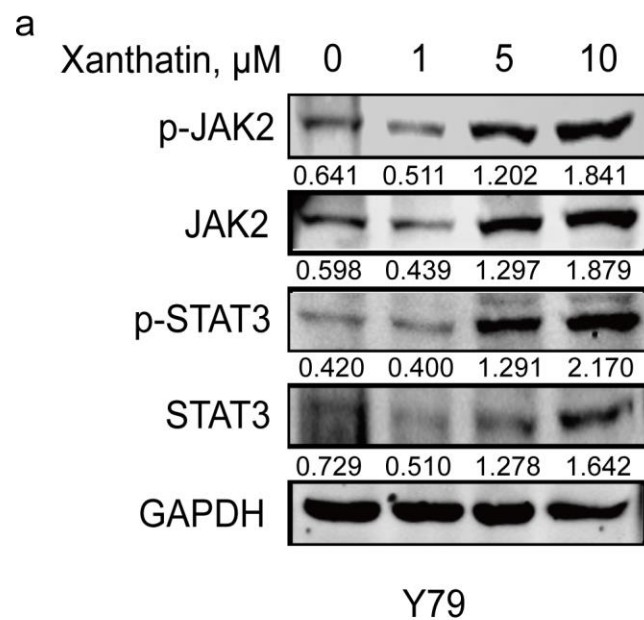 a
Xanthatin, μM 0 1 5 10
p-JAK2
0.641 0.511 1.202 1.841
JAK2
0.598 0.439 1.297 1.879
p-STAT3
0.420 0.400 1.291 2.170
STAT3
0.729 0.510 1.278 1.642
GAPDH
Y79